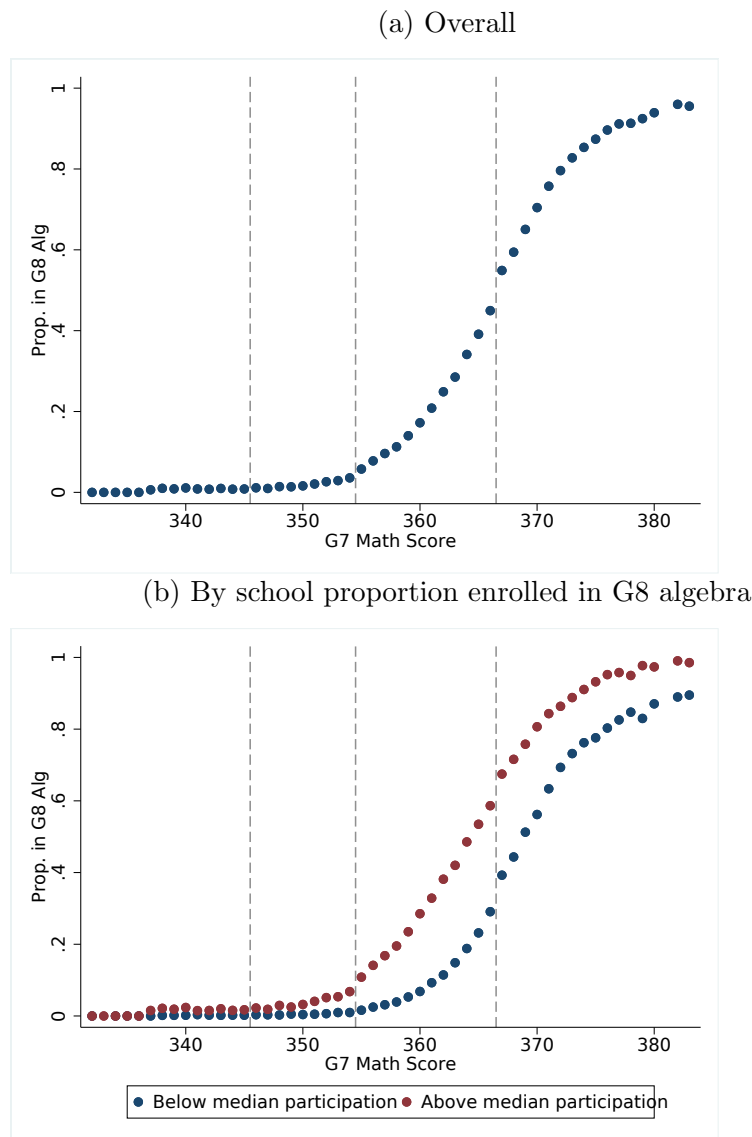 (a) Overall
1
.8
.6
.4
.2
0
Prop. in G8 Alg
340 350 360 370 380
G7 Math Score
(b) By school proportion enrolled in G8 algebra
1
.8
.6
.4
.2
0
Prop. in G8 Alg
340 350 360 370 380
G7 Math Score
Below median participation Above median participation